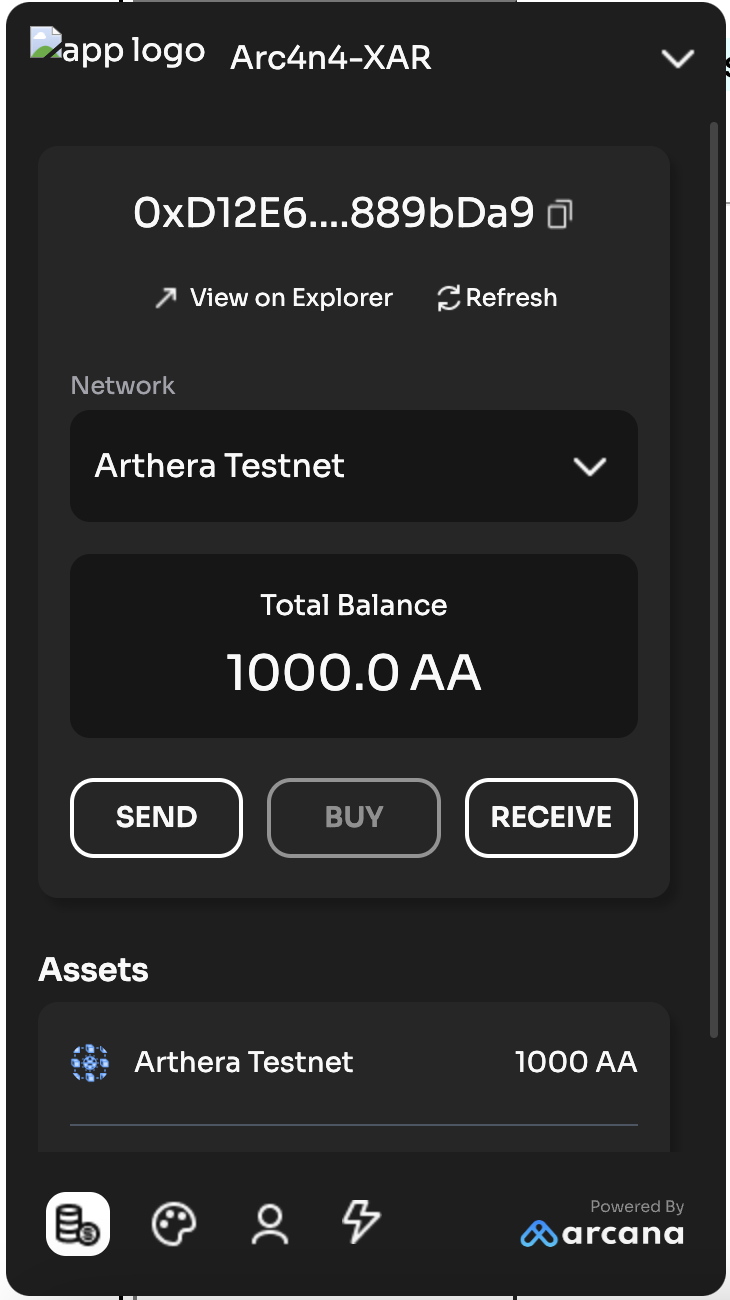 app logo Arc4n4-XAR
0xD12E6....889bDa9
View on Explorer Refresh
Network
Arthera Testnet
Total Balance
1000.0 AA
SEND BUY RECEIVE
Assets
Arthera Testnet 1000 AA
Powered By
arcana